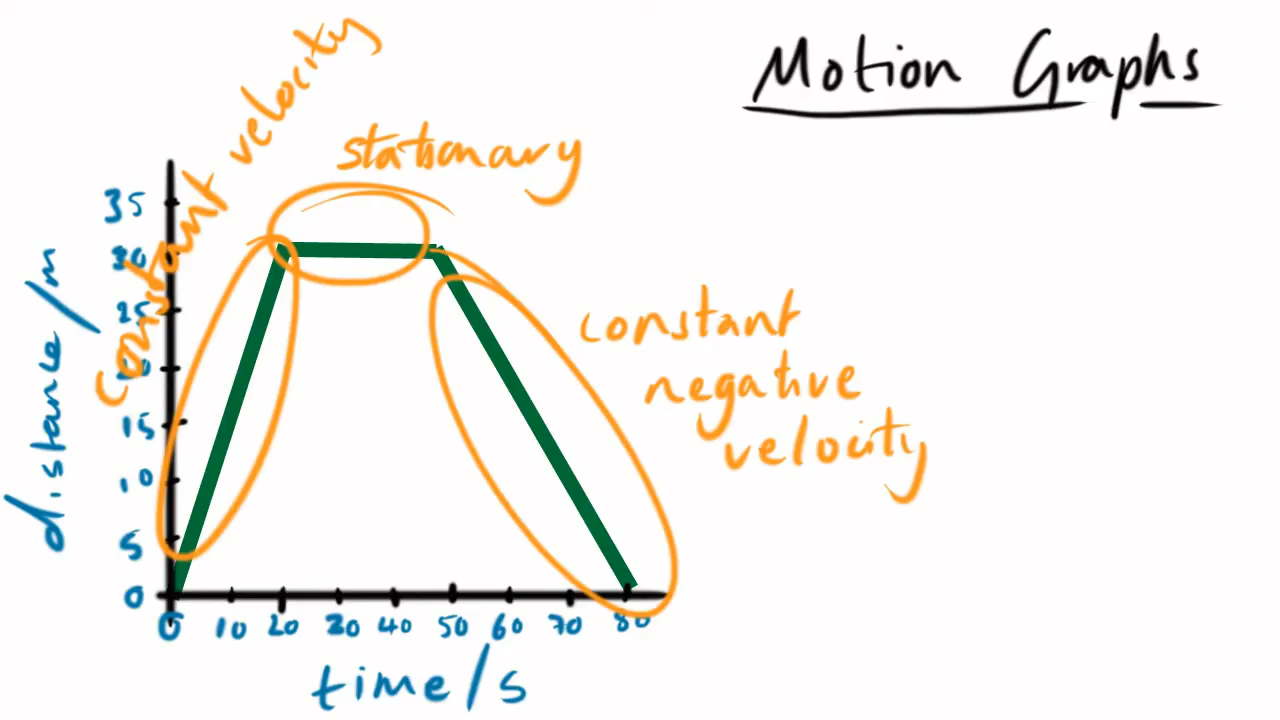 Motion Graphs
constant velocity
stationary
constant
negative
velocity
distance/m
35
30
25
20
15
10
5
0
0 10 20 30 40 50 60 70 80
time/s